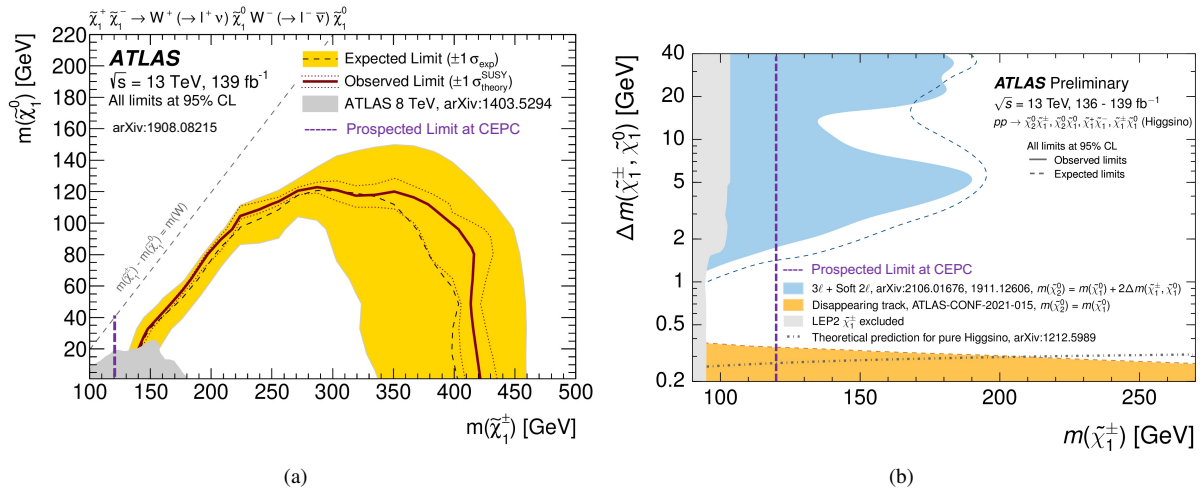 χ̃₁⁺ χ̃₁⁻ → W⁺ (→ l⁺ ν) χ̃₁⁰ W⁻ (→ l⁻ ν̄) χ̃₁⁰
m(χ̃₁⁰) [GeV]
220
200
180
160
140
120
100
80
60
40
20
ATLAS
√s = 13 TeV, 139 fb⁻¹
All limits at 95% CL
arXiv:1908.08215
Expected Limit (±1 σ_exp)
Observed Limit (±1 σ_theory^SUSY)
ATLAS 8 TeV, arXiv:1403.5294
Prospected Limit at CEPC
m(χ̃₁±) - m(χ̃₁⁰) = m(W)
100 150 200 250 300 350 400 450 500
m(χ̃₁±) [GeV]
(a)
Δm(χ̃₁±, χ̃₁⁰) [GeV]
40
20
10
5
2
1
0.5
0.2
ATLAS Preliminary
√s = 13 TeV, 136 - 139 fb⁻¹
pp → χ̃₂⁰χ̃₁±, χ̃₂⁰χ̃₁⁰, χ̃₁⁺χ̃₁⁻, χ̃₁±χ̃₁⁰ (Higgsino)
All limits at 95% CL
Observed limits
Expected limits
Prospected Limit at CEPC
3ℓ + Soft 2ℓ, arXiv:2106.01676, 1911.12606, m(χ̃₂⁰) = m(χ̃₁⁰) + 2Δm(χ̃₁±, χ̃₁⁰)
Disappearing track, ATLAS-CONF-2021-015, m(χ̃₂⁰) = m(χ̃₁⁰)
LEP2 χ̃₁± excluded
Theoretical prediction for pure Higgsino, arXiv:1212.5989
100 150 200 250
m(χ̃₁±) [GeV]
(b)